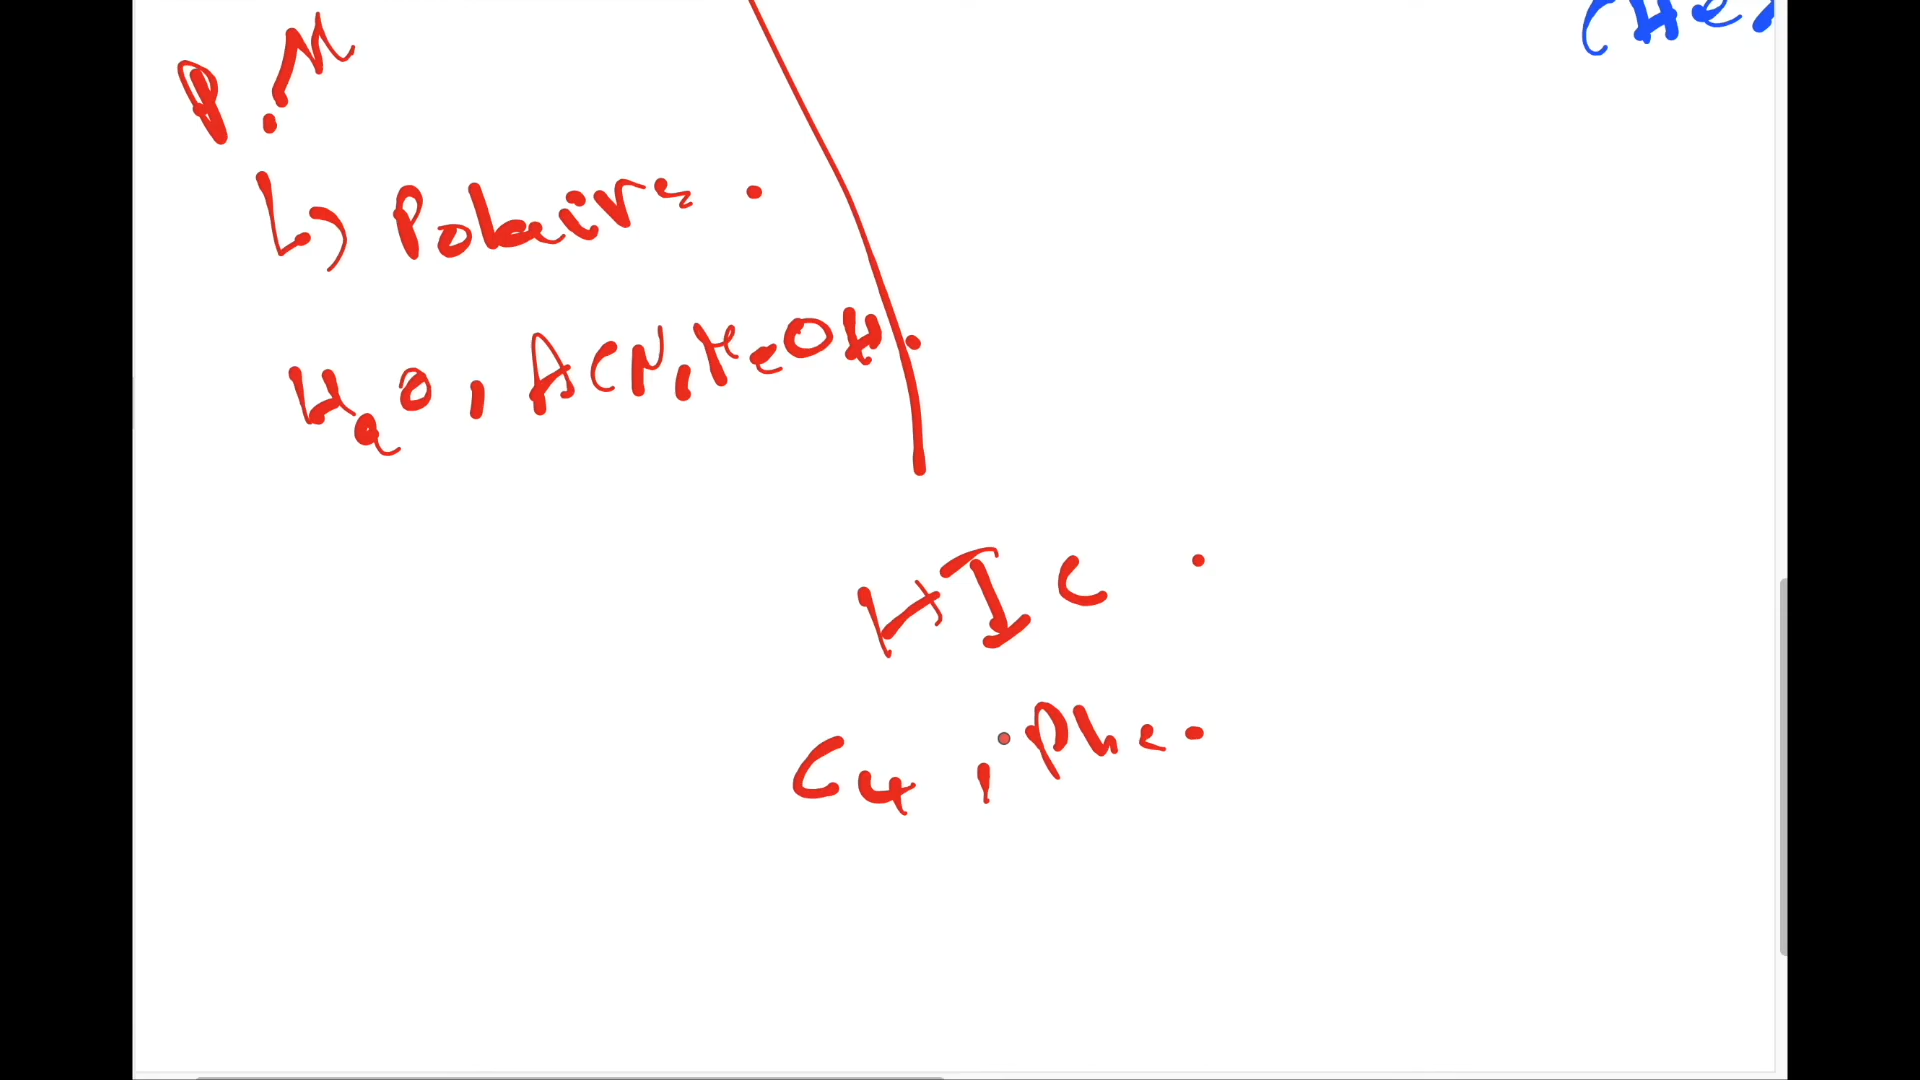 P.M
↳ Polaire.
H2O, ACN, MeOH.
HIC.
C4, Phe.